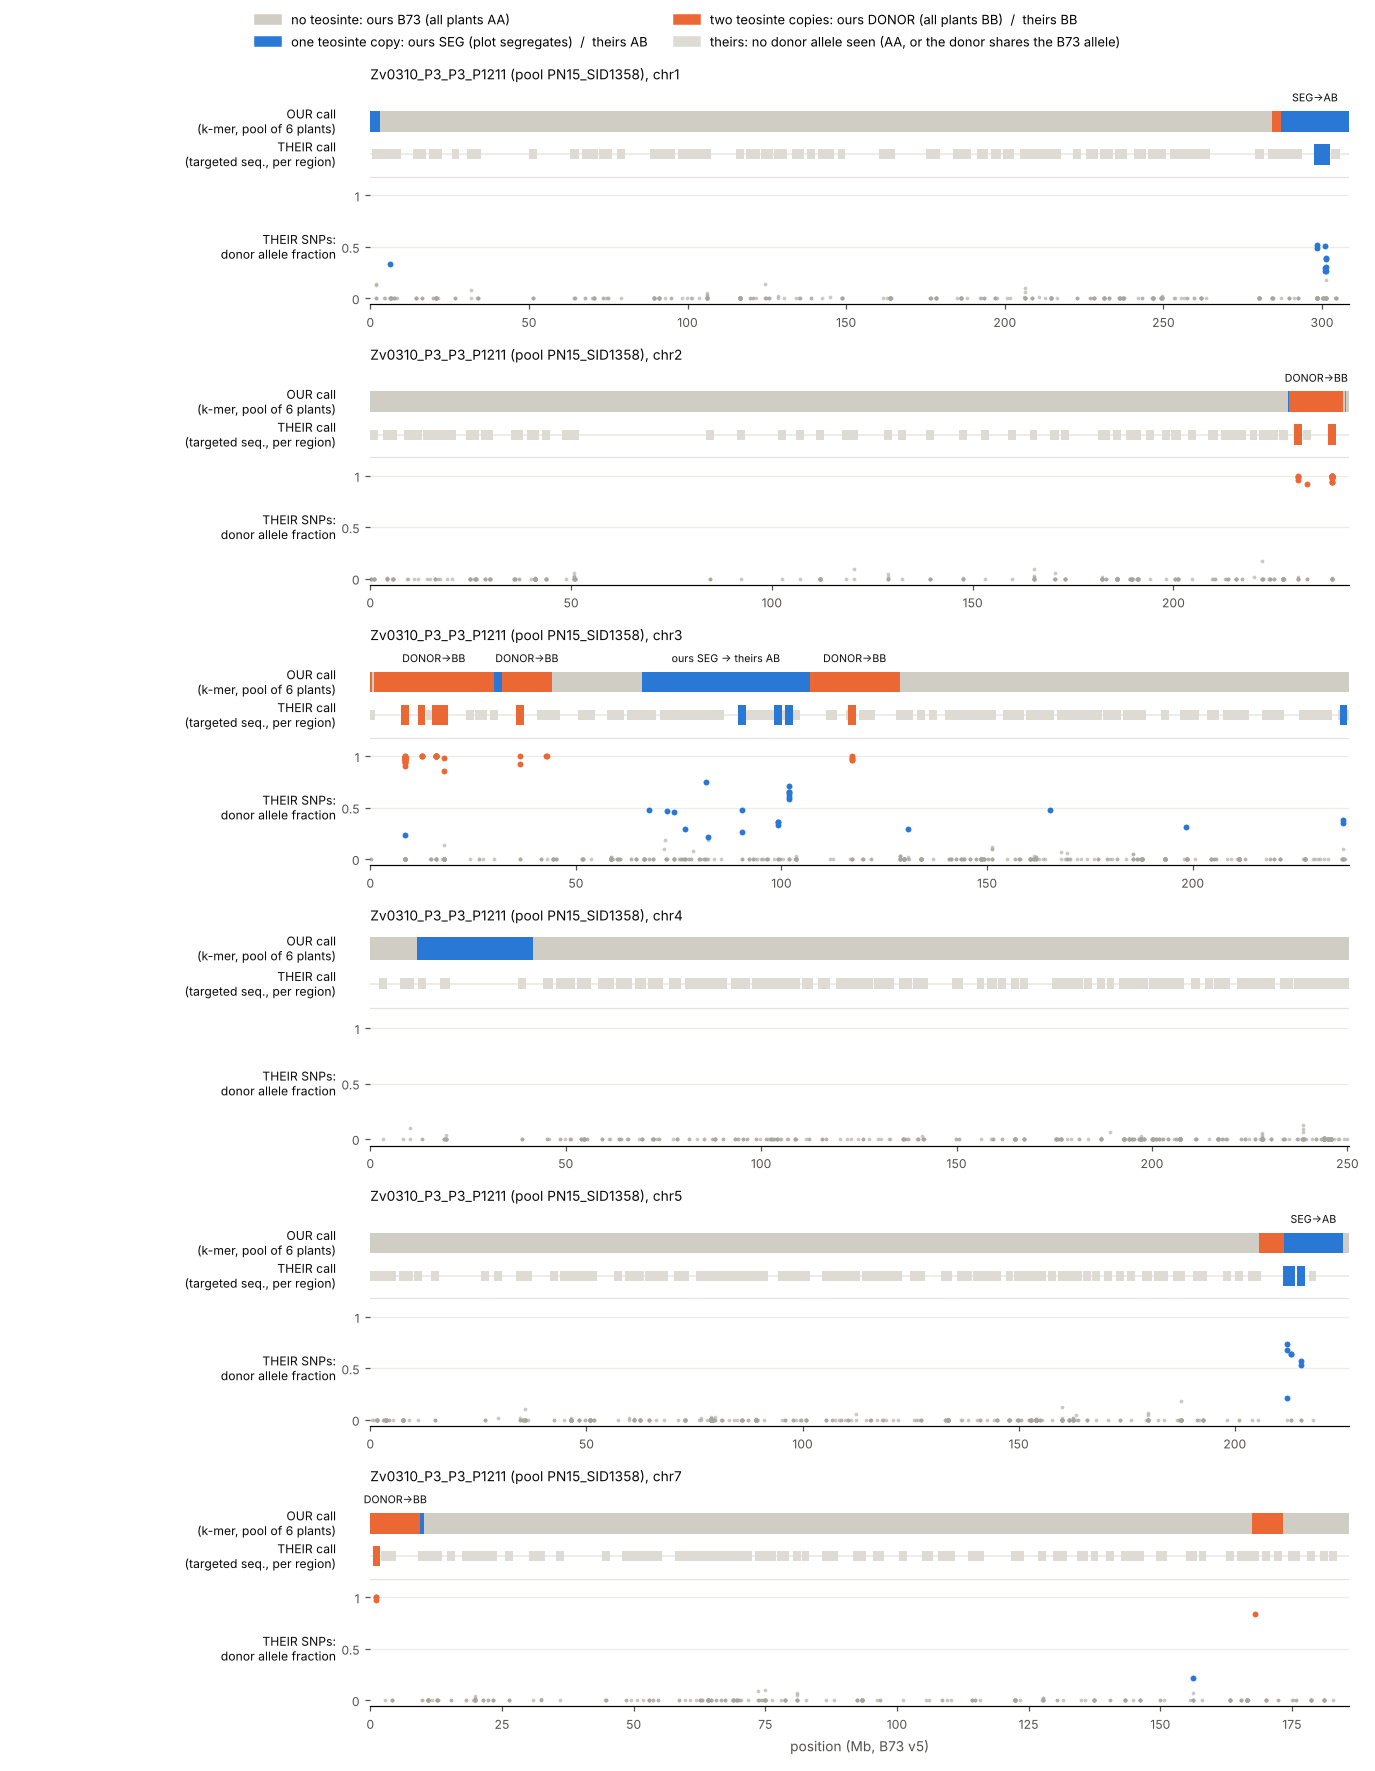 no teosinte: ours B73 (all plants AA)
two teosinte copies: ours DONOR (all plants BB)  /  theirs BB
one teosinte copy: ours SEG (plot segregates)  /  theirs AB
theirs: no donor allele seen (AA, or the donor shares the B73 allele)
Zv0310_P3_P3_P1211 (pool PN15_SID1358), chr1
SEG→AB
OUR call
(k-mer, pool of 6 plants)
THEIR call
(targeted seq., per region)
1
THEIR SNPs:
donor allele fraction
0.5
0
0 50 100 150 200 250 300
Zv0310_P3_P3_P1211 (pool PN15_SID1358), chr2
DONOR→BB
OUR call
(k-mer, pool of 6 plants)
THEIR call
(targeted seq., per region)
1
THEIR SNPs:
donor allele fraction
0.5
0
0 50 100 150 200
Zv0310_P3_P3_P1211 (pool PN15_SID1358), chr3
DONOR→BB DONOR→BB ours SEG → theirs AB DONOR→BB
OUR call
(k-mer, pool of 6 plants)
THEIR call
(targeted seq., per region)
1
THEIR SNPs:
donor allele fraction
0.5
0
0 50 100 150 200
Zv0310_P3_P3_P1211 (pool PN15_SID1358), chr4
OUR call
(k-mer, pool of 6 plants)
THEIR call
(targeted seq., per region)
1
THEIR SNPs:
donor allele fraction
0.5
0
0 50 100 150 200 250
Zv0310_P3_P3_P1211 (pool PN15_SID1358), chr5
SEG→AB
OUR call
(k-mer, pool of 6 plants)
THEIR call
(targeted seq., per region)
1
THEIR SNPs:
donor allele fraction
0.5
0
0 50 100 150 200
Zv0310_P3_P3_P1211 (pool PN15_SID1358), chr7
DONOR→BB
OUR call
(k-mer, pool of 6 plants)
THEIR call
(targeted seq., per region)
1
THEIR SNPs:
donor allele fraction
0.5
0
0 25 50 75 100 125 150 175
position (Mb, B73 v5)